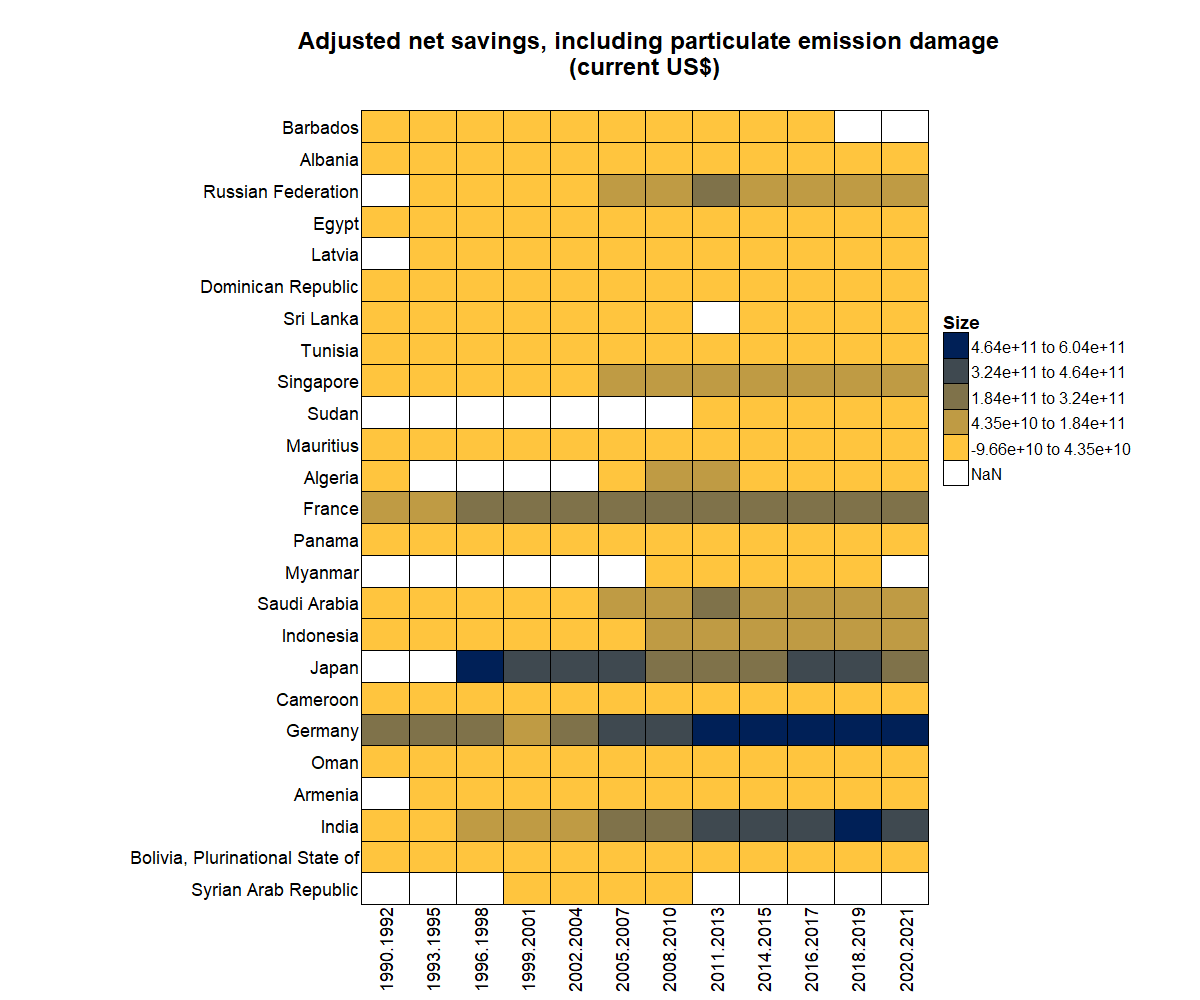 Adjusted net savings, including particulate emission damage
(current US$)
Barbados
Albania
Russian Federation
Egypt
Latvia
Dominican Republic
Sri Lanka
Tunisia
Singapore
Sudan
Mauritius
Algeria
France
Panama
Myanmar
Saudi Arabia
Indonesia
Japan
Cameroon
Germany
Oman
Armenia
India
Bolivia, Plurinational State of
Syrian Arab Republic
1990.1992
1993.1995
1996.1998
1999.2001
2002.2004
2005.2007
2008.2010
2011.2013
2014.2015
2016.2017
2018.2019
2020.2021
Size
4.64e+11 to 6.04e+11
3.24e+11 to 4.64e+11
1.84e+11 to 3.24e+11
4.35e+10 to 1.84e+11
-9.66e+10 to 4.35e+10
NaN